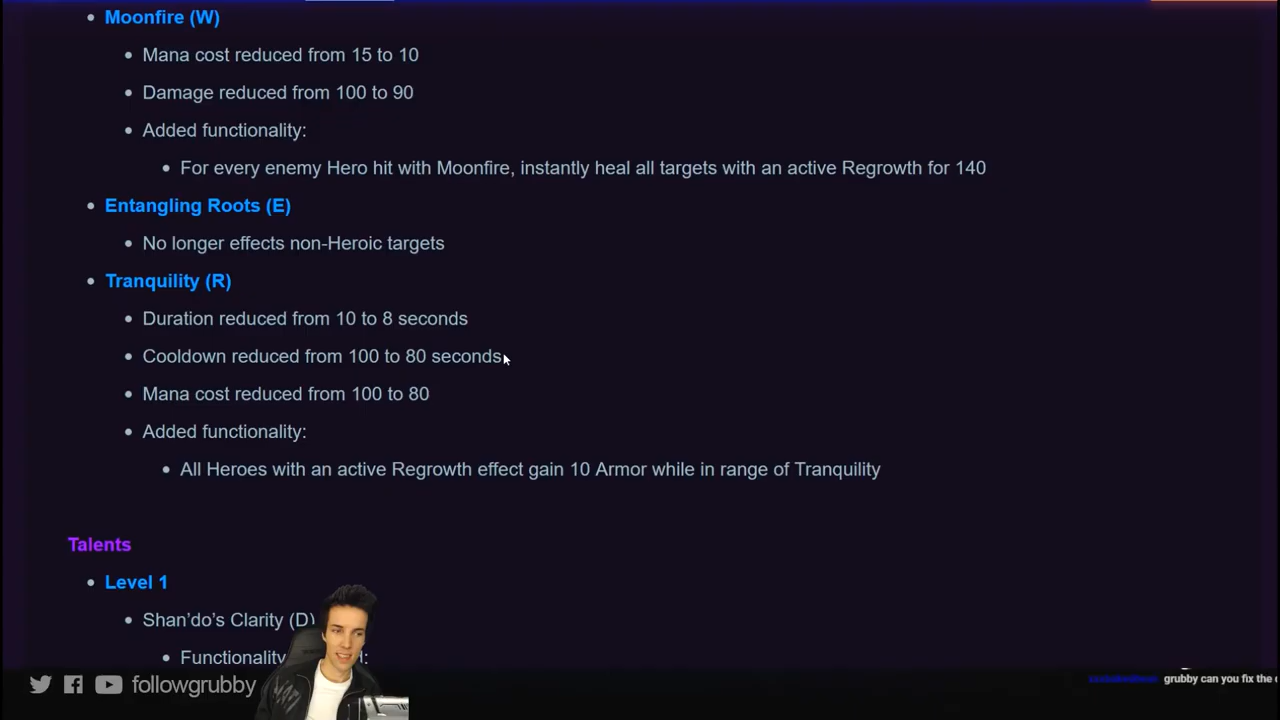 Moonfire (W)
Mana cost reduced from 15 to 10
Damage reduced from 100 to 90
Added functionality:
For every enemy Hero hit with Moonfire, instantly heal all targets with an active Regrowth for 140
Entangling Roots (E)
No longer effects non-Heroic targets
Tranquility (R)
Duration reduced from 10 to 8 seconds
Cooldown reduced from 100 to 80 seconds
Mana cost reduced from 100 to 80
Added functionality:
All Heroes with an active Regrowth effect gain 10 Armor while in range of Tranquility
Talents
Level 1
Shan'do's Clarity (D)
Functionality
followgrubby
grubby can you fix the